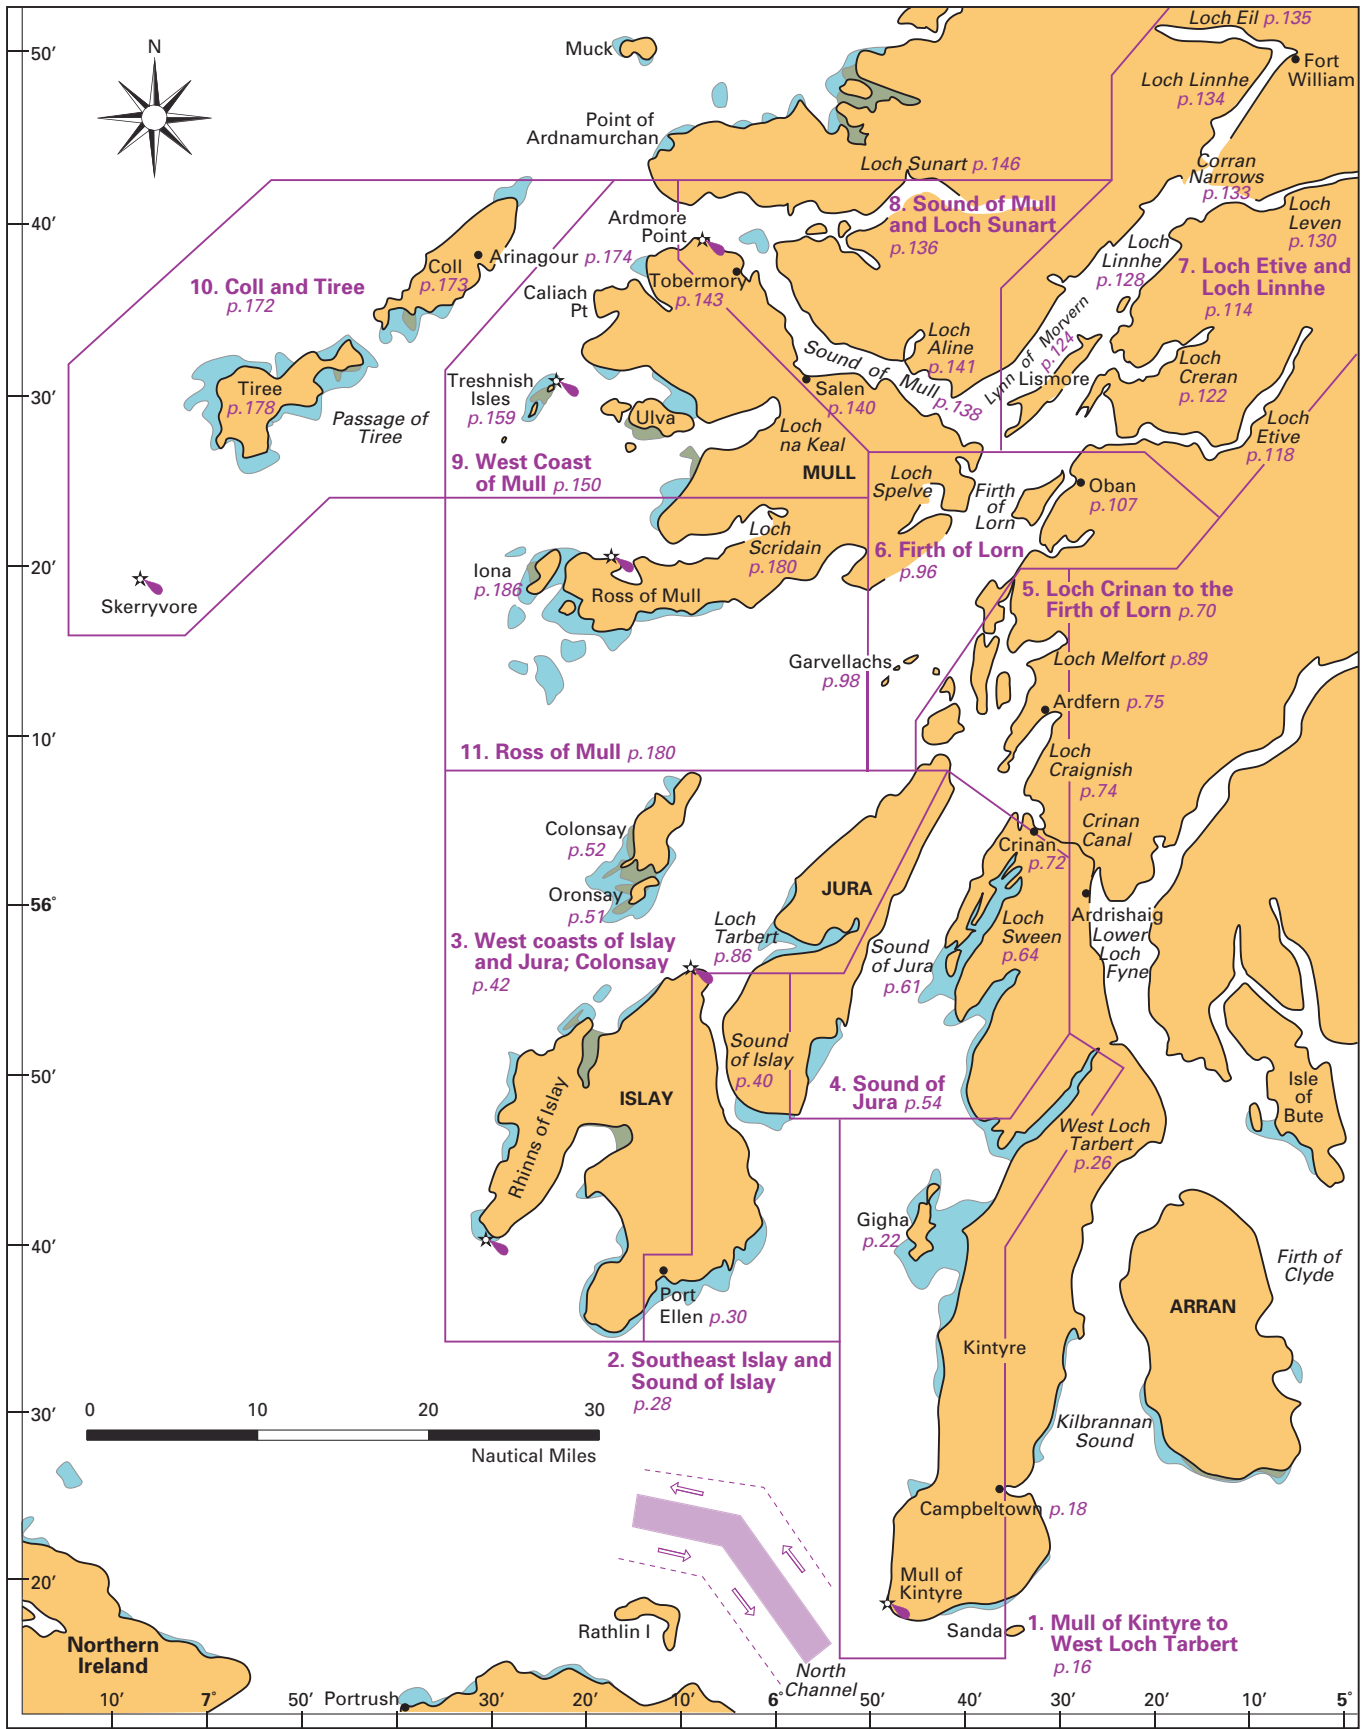 Loch Eil p.135
50'
N
Muck
Fort
William
Loch Linnhe
p.134
Point of
Ardnamurchan
Loch Sunart p.146
Corran
Narrows
p.133
40'
Ardmore
Point
8. Sound of Mull
and Loch Sunart
p.136
Loch
Leven
p.130
Arinagour p.174
Coll
p.173
Loch
Linnhe
p.128
7. Loch Etive and
Loch Linnhe
p.114
10. Coll and Tiree
p.172
Caliach
Pt
Tobermory
p.143
Lynn of Morvern
p.124
Loch
Aline
p.141
Sound of Mull p.138
Loch
Creran
p.122
Lismore
30'
Tiree
p.178
Passage of
Tiree
Treshnish
Isles
p.159
Ulva
Salen
p.140
Loch
na Keal
Loch
Etive
p.118
9. West Coast
of Mull p.150
MULL
Loch
Spelve
Firth
of
Lorn
Oban
p.107
Loch
Scridain
p.180
6. Firth of Lorn
p.96
20'
Skerryvore
Iona
p.186
Ross of Mull
5. Loch Crinan to the
Firth of Lorn p.70
Garvellachs
p.98
Loch Melfort p.89
Ardfern p.75
10'
11. Ross of Mull p.180
Loch
Craignish
p.74
Colonsay
p.52
Crinan
Canal
Crinan
p.72
Oronsay
p.51
JURA
56°
Loch
Tarbert
p.86
Ardrishaig
Lower
Loch
Fyne
Loch
Sween
p.64
3. West coasts of Islay
and Jura; Colonsay
p.42
Sound
of Jura
p.61
Sound
of Islay
p.40
50'
ISLAY
Rhinns of Islay
4. Sound of
Jura p.54
Isle
of
Bute
West Loch
Tarbert
p.26
Gigha
p.22
40'
Firth of
Clyde
Port
Ellen p.30
ARRAN
Kintyre
2. Southeast Islay and
Sound of Islay
p.28
0 10 20 30
Nautical Miles
30'
Kilbrannan
Sound
Campbeltown p.18
20'
Mull of
Kintyre
Rathlin I
Sanda
1. Mull of Kintyre to
West Loch Tarbert
p.16
Northern
Ireland
North
Channel
Portrush
10' 7° 50' 30' 20' 10' 6° 50' 40' 30' 20' 10' 5°